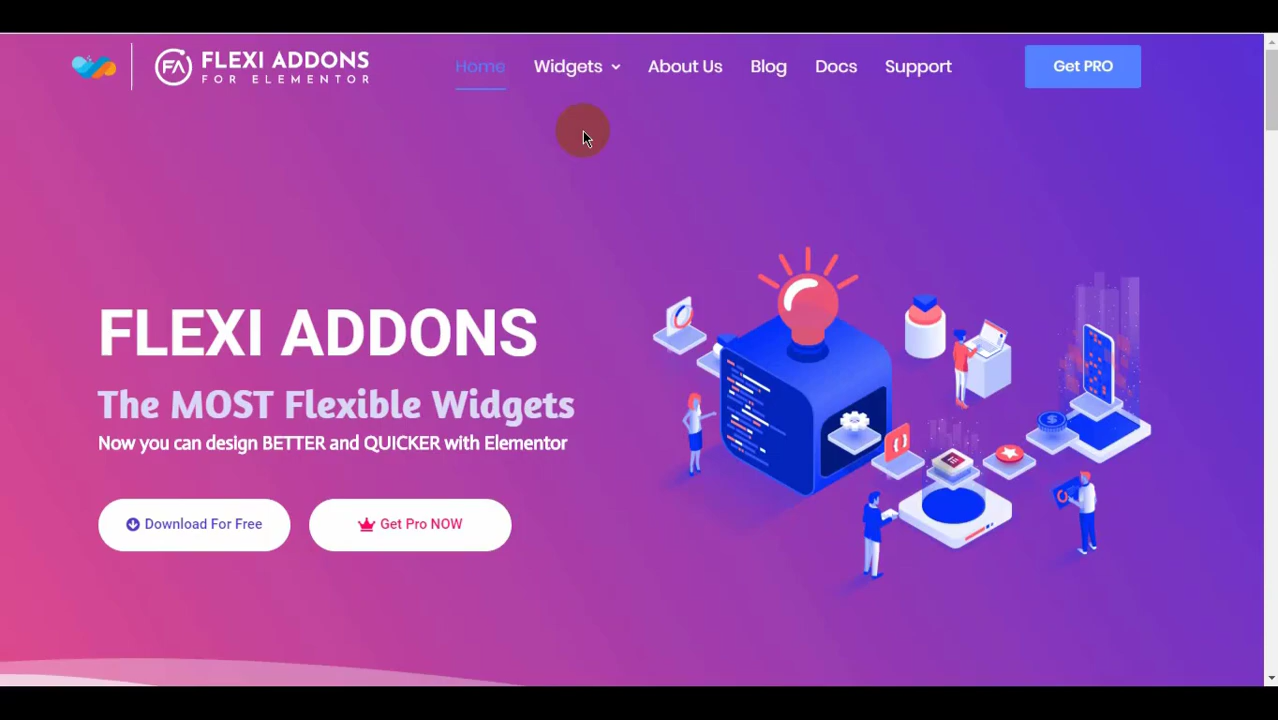 FLEXI ADDONS
FOR ELEMENTOR
Home Widgets About Us Blog Docs Support Get PRO
FLEXI ADDONS
The MOST Flexible Widgets
Now you can design BETTER and QUICKER with Elementor
Download For Free Get Pro NOW